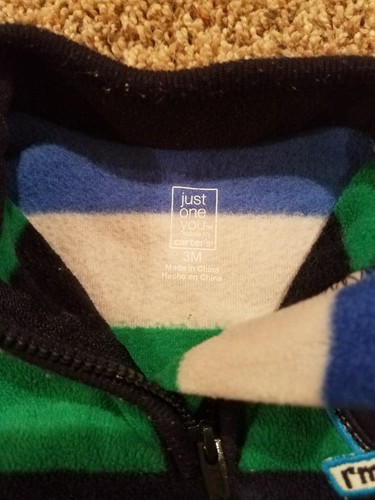 just
one
you
carter's
3M
Made in China
Hecho en China